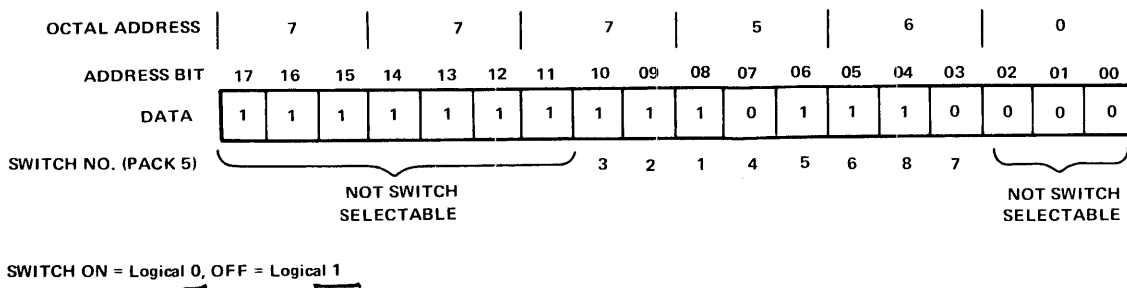 OCTAL ADDRESS 7 7 7 5 6 0
ADDRESS BIT 17 16 15 14 13 12 11 10 09 08 07 06 05 04 03 02 01 00
DATA 1 1 1 1 1 1 1 1 1 1 0 1 1 1 0 0 0 0
SWITCH NO. (PACK 5) 3 2 1 4 5 6 8 7
NOT SWITCH SELECTABLE
NOT SWITCH SELECTABLE
SWITCH ON = Logical 0, OFF = Logical 1